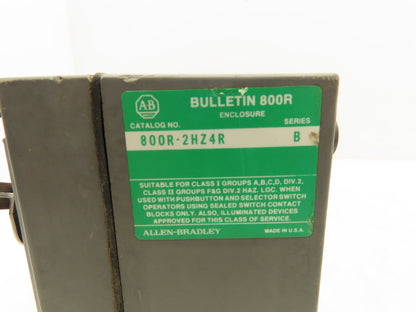 AB
BULLETIN 800R
ENCLOSURE
CATALOG NO. SERIES
800R-2HZ4R B
SUITABLE FOR CLASS I GROUPS A,B,C,D, DIV.2,
CLASS II GROUPS F&G DIV.2 HAZ. LOC. WHEN
USED WITH PUSHBUTTON AND SELECTOR SWITCH
OPERATORS USING SEALED SWITCH CONTACT
BLOCKS ONLY. ALSO, ILLUMINATED DEVICES
APPROVED FOR THIS CLASS OF SERVICE.
ALLEN-BRADLEY MADE IN U.S.A.